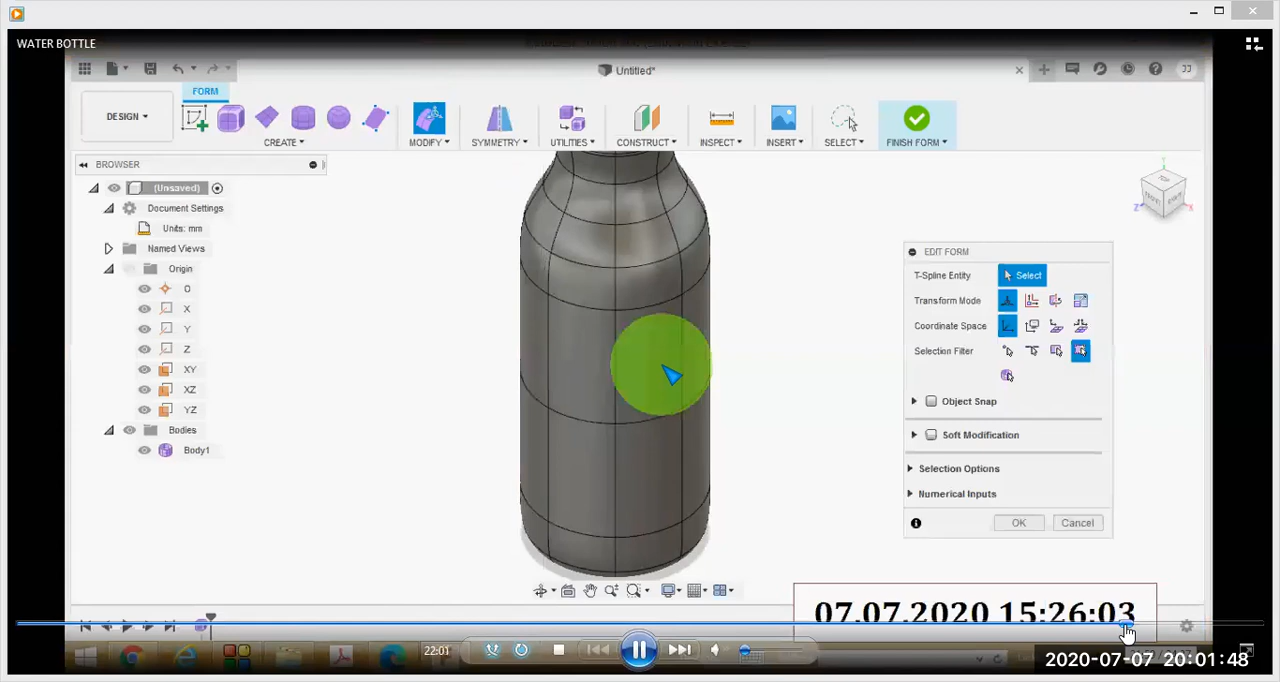 WATER BOTTLE
Untitled*
JJ
FORM
DESIGN
CREATE
MODIFY
SYMMETRY
UTILITIES
CONSTRUCT
INSPECT
INSERT
SELECT
FINISH FORM
BROWSER
(Unsaved)
Document Settings
Units: mm
Named Views
Origin
O
X
Y
Z
XY
XZ
YZ
Bodies
Body1
TOP
Y
Z
X
EDIT FORM
T-Spline Entity
Select
Transform Mode
Coordinate Space
Selection Filter
Object Snap
Soft Modification
Selection Options
Numerical Inputs
OK
Cancel
07.07.2020 15:26:03
22:01
2020-07-07 20:01:48